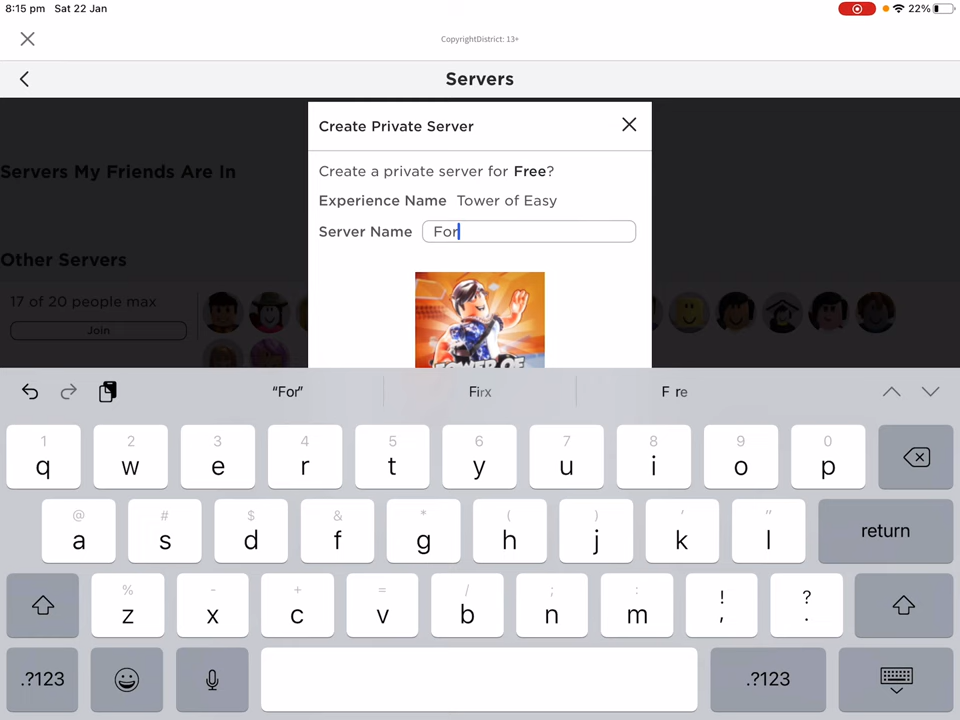 8:15 pm Sat 22 Jan
22%
CopyrightDistrict: 13+
Servers
Create Private Server
Create a private server for Free?
Servers My Friends Are In
Experience Name Tower of Easy
Server Name For
Other Servers
17 of 20 people max
Join
TOWER OF
“For” Firx F re
1 2 3 4 5 6 7 8 9 0
q w e r t y u i o p
@ # $ & * ( ) ' "
a s d f g h j k l return
% - + = / ; : ! ?
z x c v b n m , .
.?123 .?123